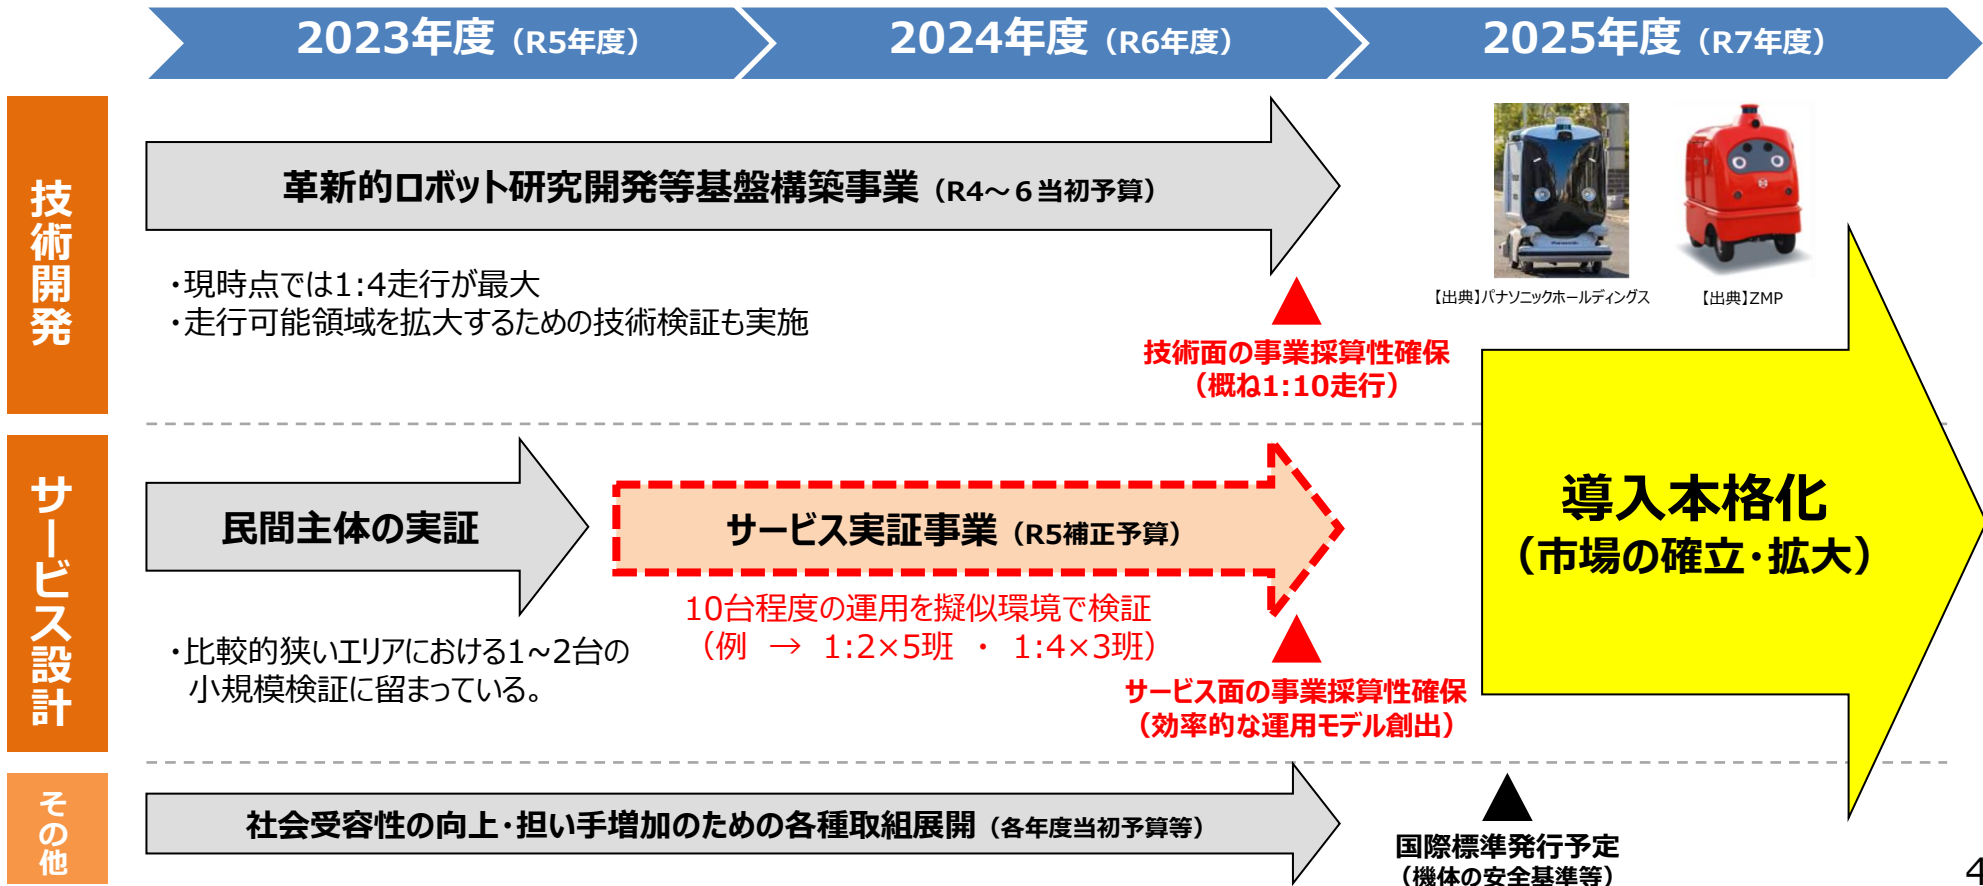 2023年度（R5年度）
2024年度（R6年度）
2025年度（R7年度）
技術開発
革新的ロボット研究開発等基盤構築事業（R4～６当初予算）
・現時点では1:4走行が最大
・走行可能領域を拡大するための技術検証も実施
技術面の事業採算性確保
（概ね1:10走行）
【出典】パナソニックホールディングス
【出典】ZMP
サービス設計
民間主体の実証
・比較的狭いエリアにおける1~2台の
小規模検証に留まっている。
サービス実証事業（R5補正予算）
10台程度の運用を擬似環境で検証
（例　→　1:2×5班　・　1:4×3班）
サービス面の事業採算性確保
（効率的な運用モデル創出）
導入本格化
（市場の確立・拡大）
その他
社会受容性の向上・担い手増加のための各種取組展開（各年度当初予算等）
国際標準発行予定
（機体の安全基準等）
4